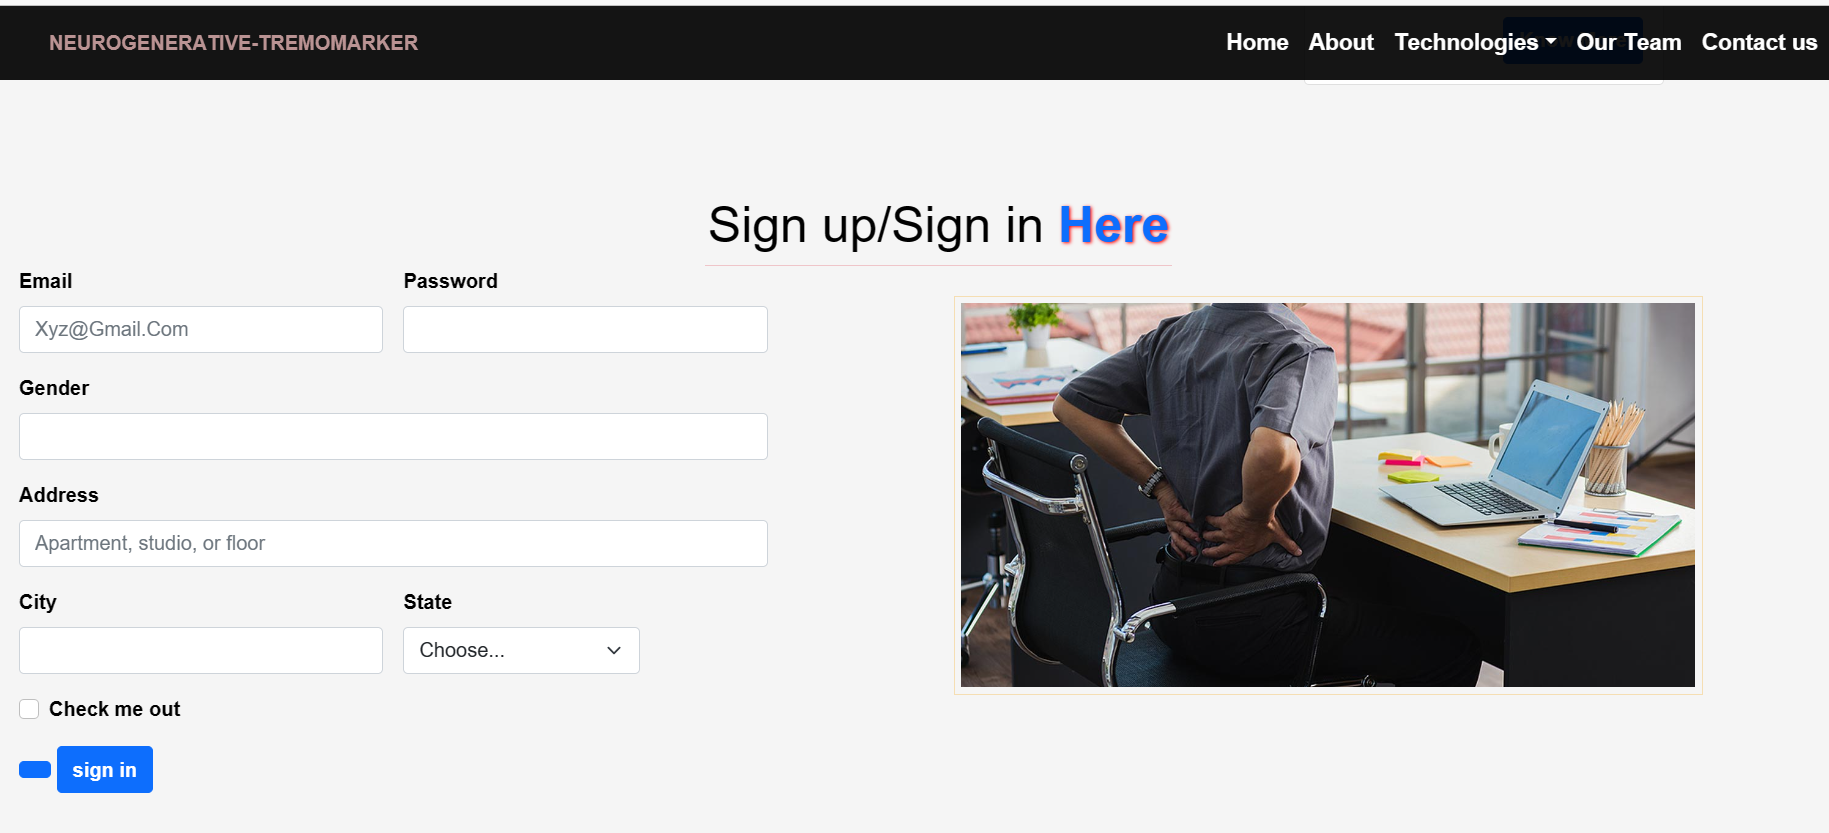 NEUROGENERATIVE-TREMOMARKER
Home About Technologies Our Team Contact us
Sign up/Sign in Here
Email Password
Xyz@Gmail.Com
Gender
Address
Apartment, studio, or floor
City State
Choose...
Check me out
sign in